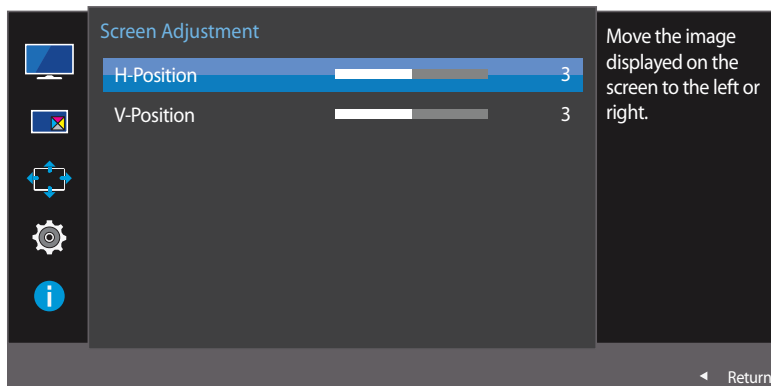 Screen Adjustment
H-Position 3
V-Position 3
Move the image
displayed on the
screen to the left or
right.
i
Return